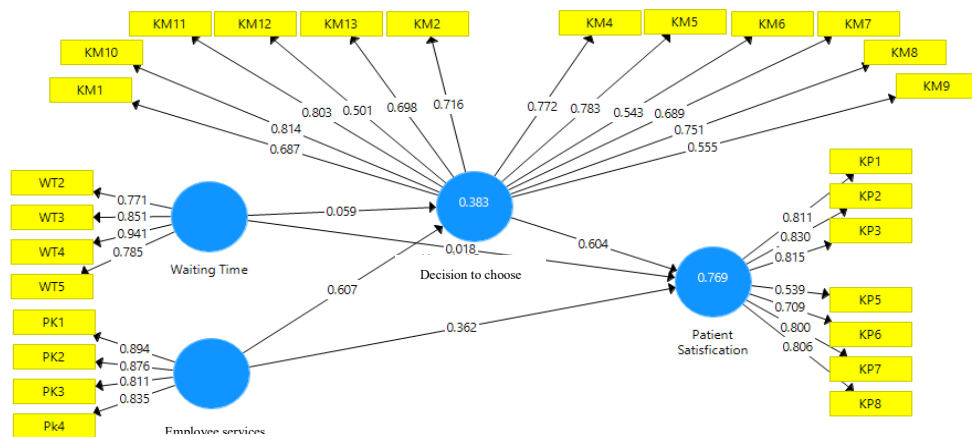 KM11 KM12 KM13 KM2 KM4 KM5 KM6 KM7
KM10 KM8
KM1 KM9
0.803 0.501 0.698 0.716 0.772 0.783 0.543 0.689
0.814 0.751
0.687 0.555
WT2
WT3
WT4
WT5
0.771
0.851
0.941
0.785
Waiting Time
0.059
0.383
0.018
Decision to choose
0.607
0.604
0.362
PK1
PK2
PK3
Pk4
0.894
0.876
0.811
0.835
Employee services
0.769
Patient
Satisfication
0.811
0.830
0.815
0.539
0.709
0.800
0.806
KP1
KP2
KP3
KP5
KP6
KP7
KP8